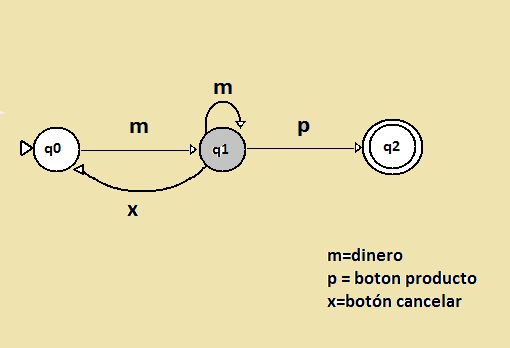 m
m
p
q0
q1
q2
x
m=dinero
p = boton producto
x=botón cancelar